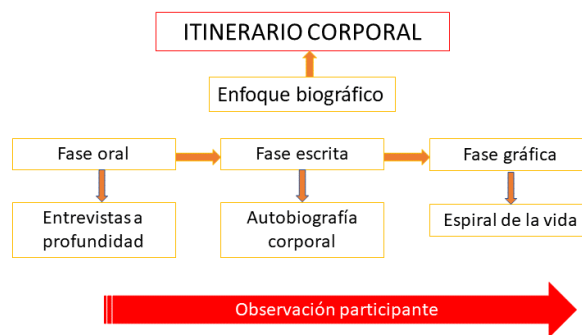 ITINERARIO CORPORAL
Enfoque biográfico
Fase oral
Fase escrita
Fase gráfica
Entrevistas a
profundidad
Autobiografía
corporal
Espiral de la vida
Observación participante